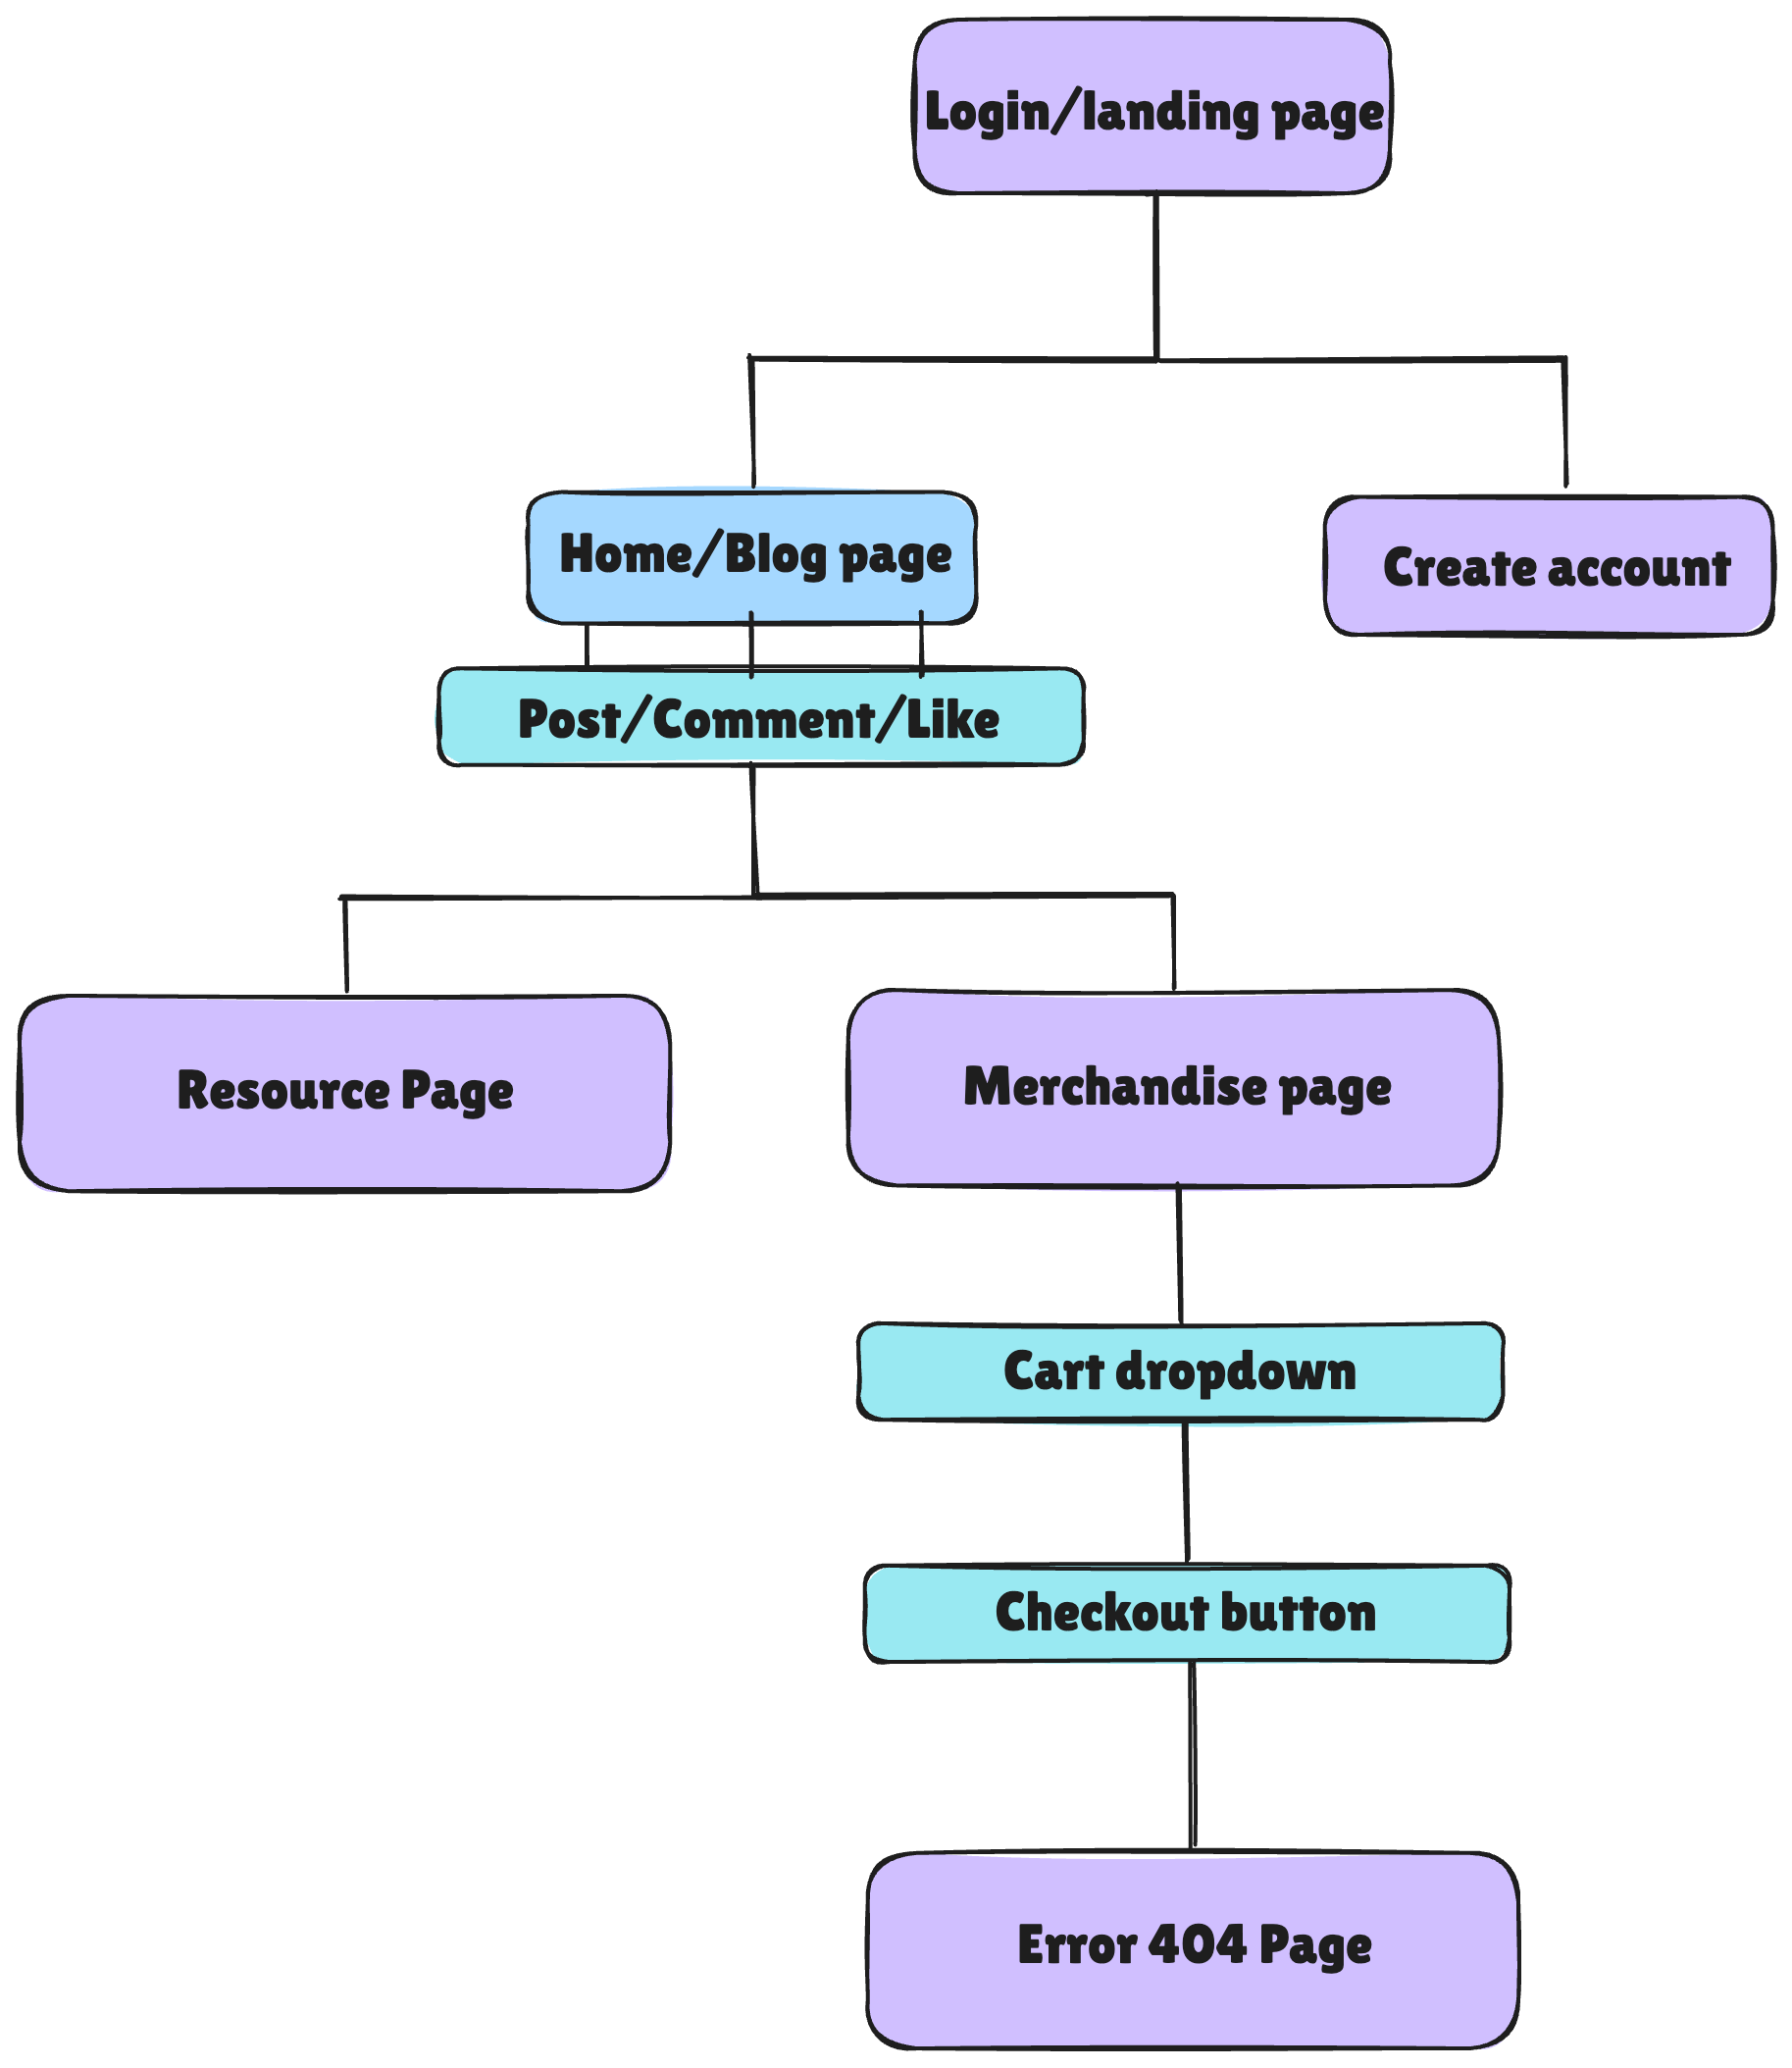 Login/landing page
Home/Blog page
Create account
Post/Comment/Like
Resource Page
Merchandise page
Cart dropdown
Checkout button
Error 404 Page